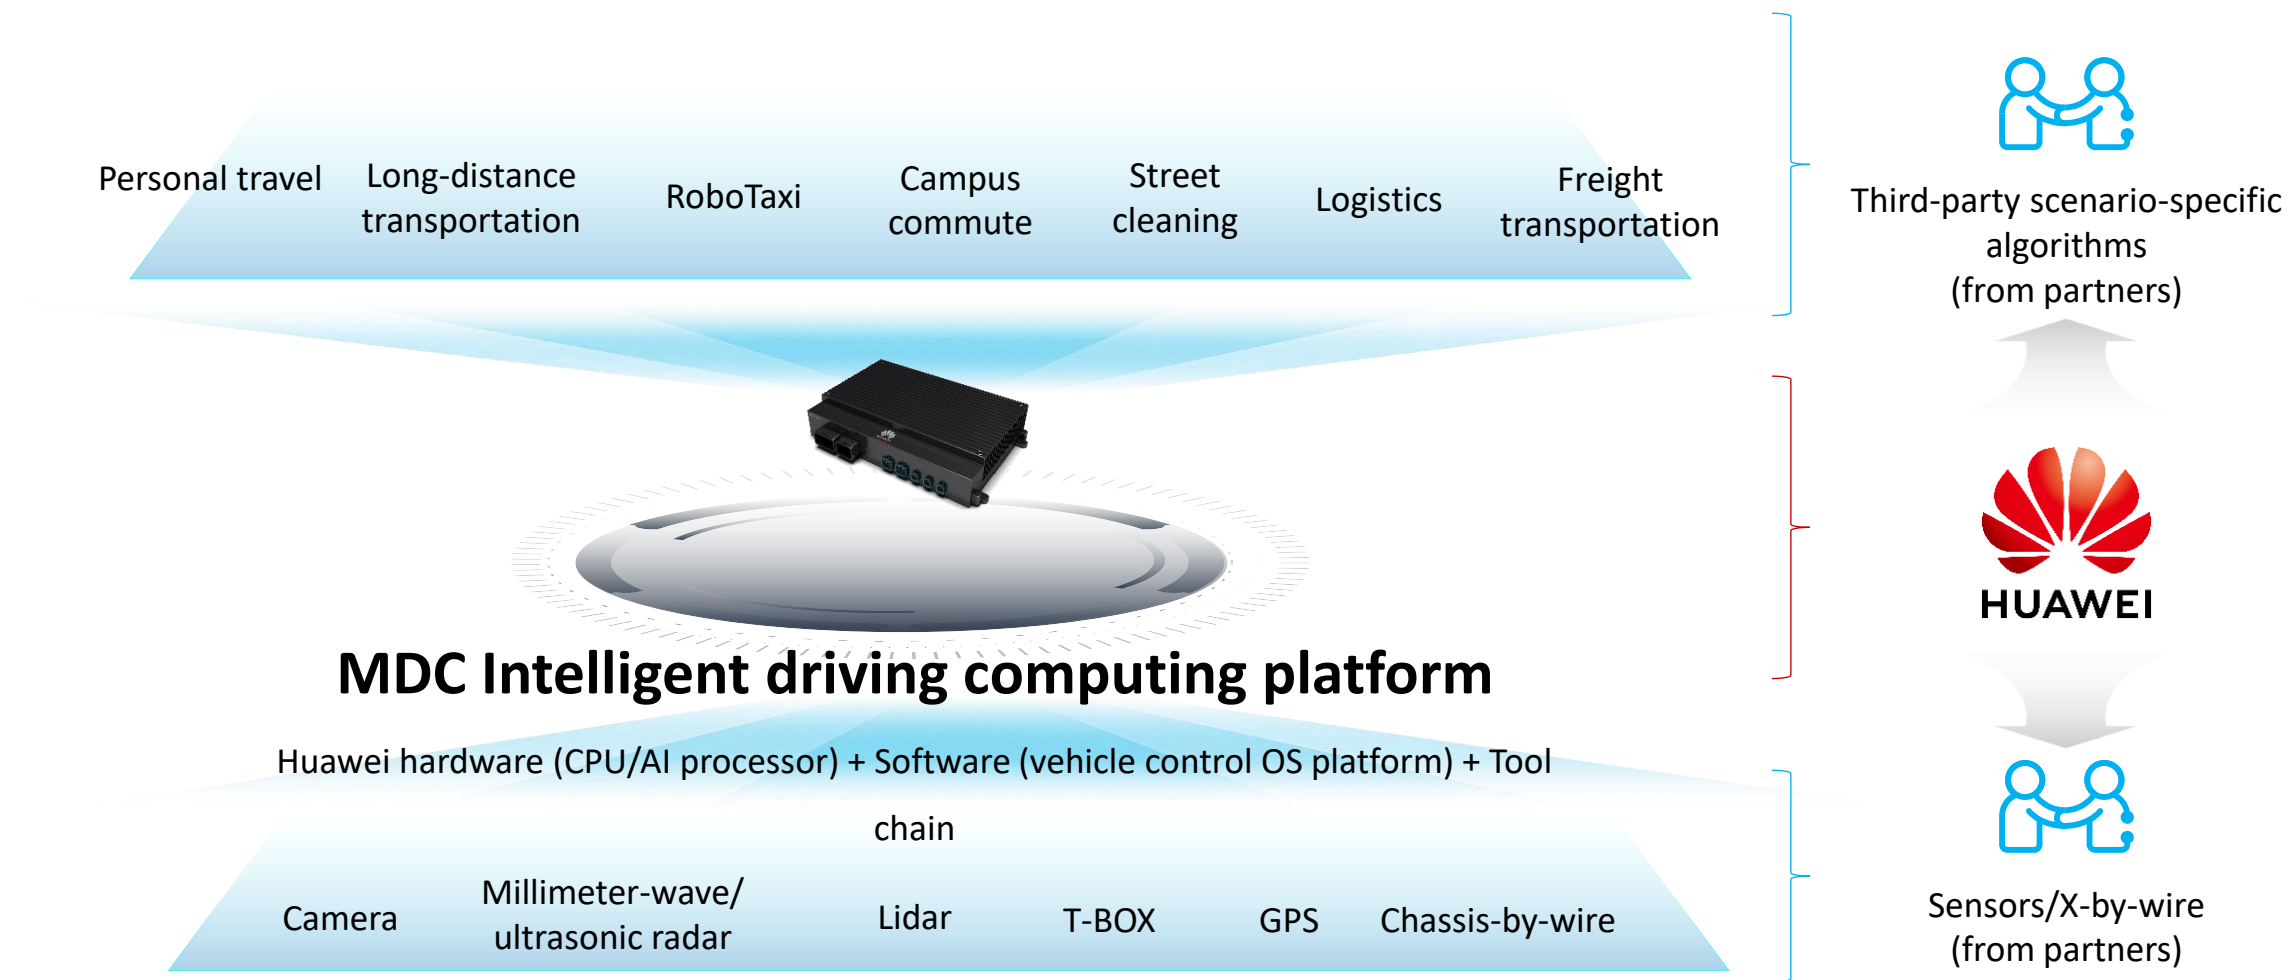 Personal travel
Long-distance
transportation
RoboTaxi
Campus
commute
Street
cleaning
Logistics
Freight
transportation
Third-party scenario-specific
algorithms
(from partners)
HUAWEI
MDC Intelligent driving computing platform
Huawei hardware (CPU/AI processor) + Software (vehicle control OS platform) + Tool
chain
Camera
Millimeter-wave/
ultrasonic radar
Lidar
T-BOX
GPS
Chassis-by-wire
Sensors/X-by-wire
(from partners)